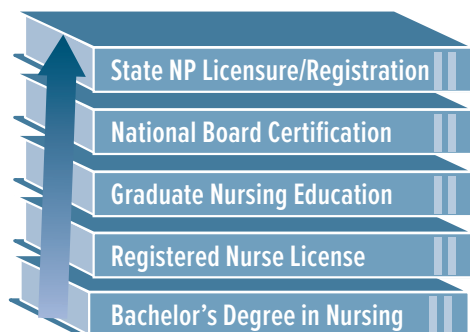 State NP Licensure/Registration
National Board Certification
Graduate Nursing Education
Registered Nurse License
Bachelor's Degree in Nursing